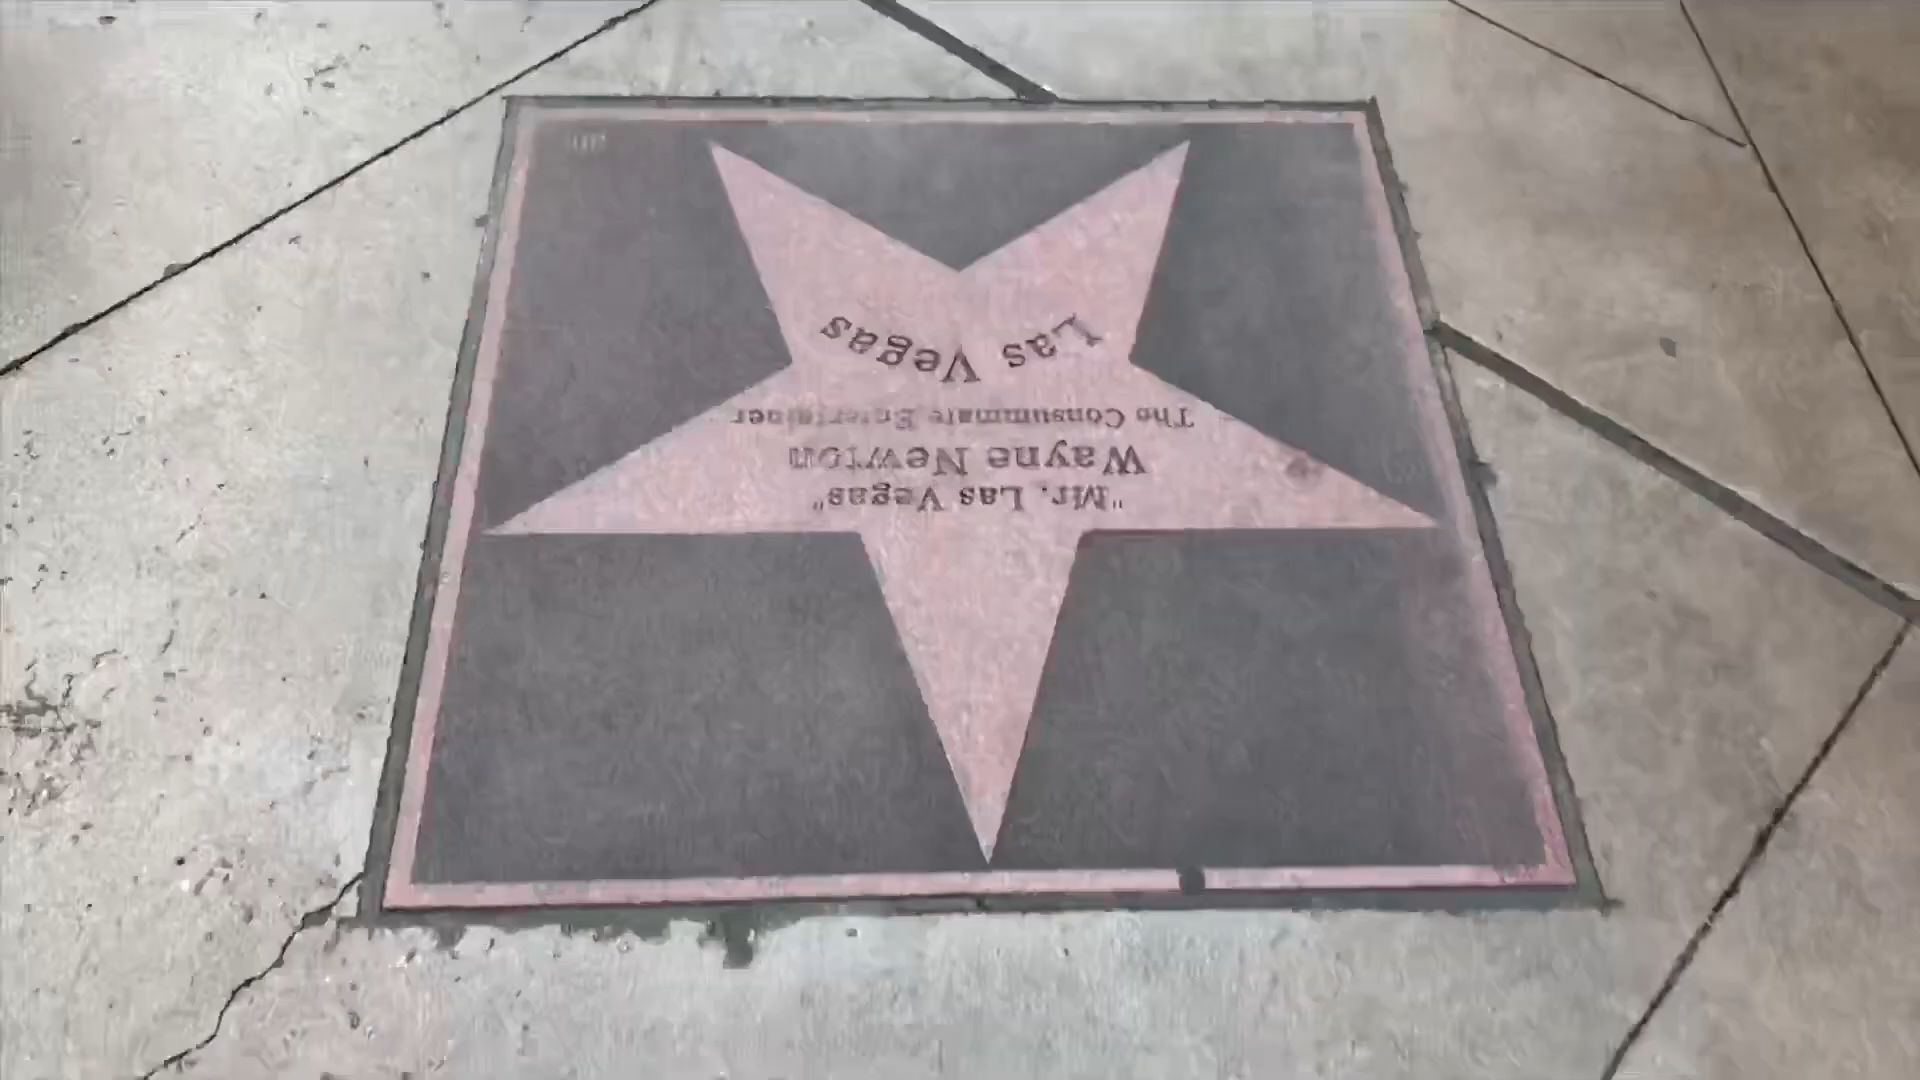 "Mr. Las Vegas"
Wayne Newton
The Consummate Entertainer
Las Vegas